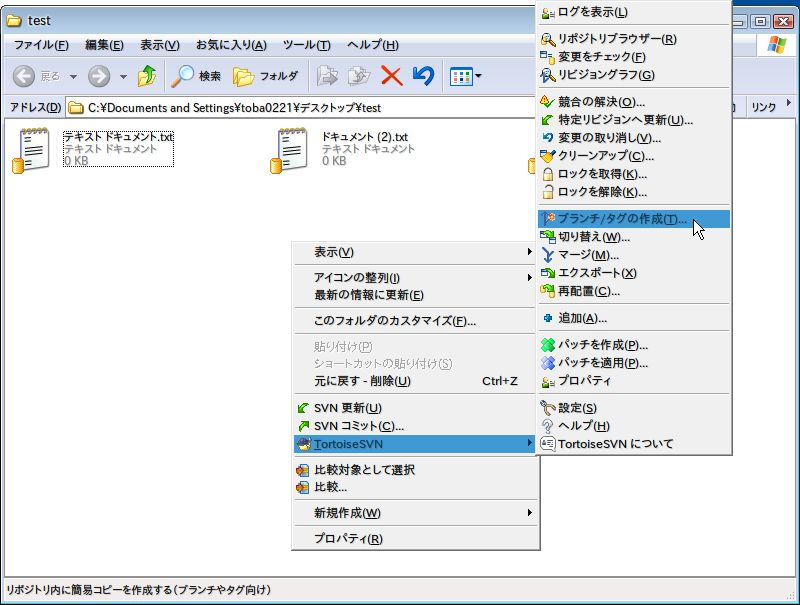 test
ファイル(F) 編集(E) 表示(V) お気に入り(A) ツール(T) ヘルプ(H)
戻る 検索 フォルダ
アドレス(D) C:¥Documents and Settings¥toba0221¥デスクトップ¥test リンク
テキスト ドキュメント.txt
テキスト ドキュメント
0 KB
ドキュメント (2).txt
テキスト ドキュメント
0 KB
表示(V)
アイコンの整列(I)
最新の情報に更新(E)
このフォルダのカスタマイズ(F)...
貼り付け(P)
ショートカットの貼り付け(S)
元に戻す - 削除(U) Ctrl+Z
SVN 更新(U)
SVN コミット(C)...
TortoiseSVN
比較対象として選択
比較...
新規作成(W)
プロパティ(R)
ログを表示(L)
リポジトリブラウザー(R)
変更をチェック(F)
リビジョングラフ(G)
競合の解決(O)...
特定リビジョンへ更新(U)...
変更の取り消し(V)...
クリーンアップ(C)...
ロックを取得(K)...
ロックを解除(K)...
ブランチ/タグの作成(T)...
切り替え(W)...
マージ(M)...
エクスポート(X)
再配置(C)...
追加(A)...
パッチを作成(P)...
パッチを適用(P)...
プロパティ
設定(S)
ヘルプ(H)
TortoiseSVN について
リポジトリ内に簡易コピーを作成する(ブランチやタグ向け)